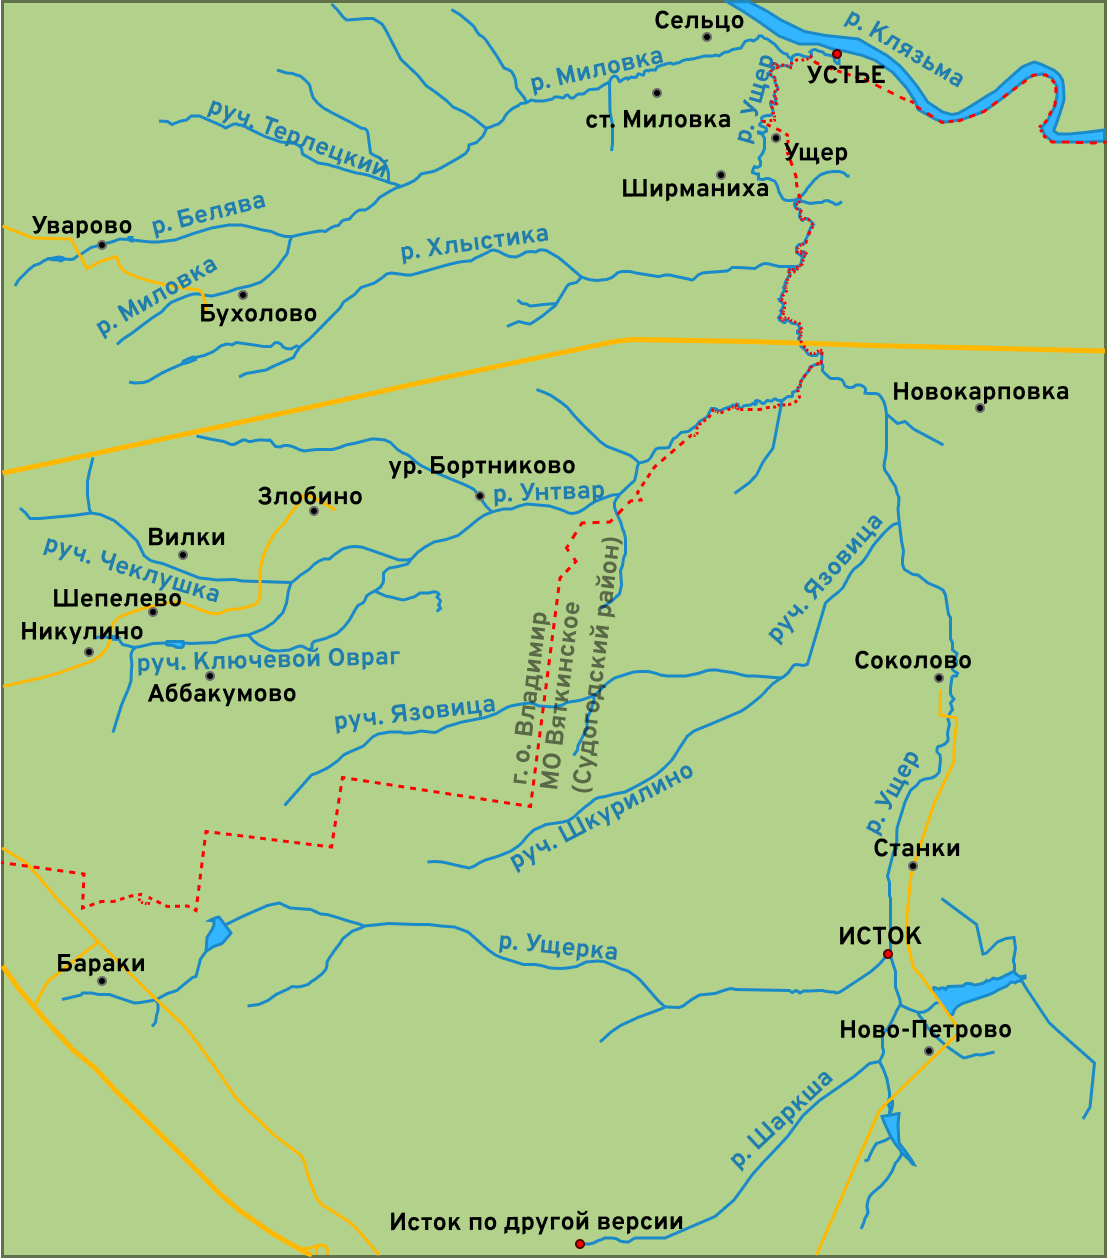 Сельцо
р. Клязьма
УСТЬЕ
р. Миловка
р. Ущер
ст. Миловка
руч. Терлецкий
Ущер
Ширманиха
Уварово
р. Белява
р. Хлыстика
р. Миловка
Бухолово
Новокарповка
ур. Бортниково
р. Унтвар
Злобино
Вилки
руч. Чеклушка
руч. Язовица
Шепелево
Никулино
руч. Ключевой Овраг
Аббакумово
Соколово
г. о. Владимир
МО Вяткинское
(Судогодский район)
руч. Язовица
руч. Шкурилино
р. Ущер
Станки
ИСТОК
р. Ущерка
Бараки
Ново-Петрово
р. Шаркша
Исток по другой версии